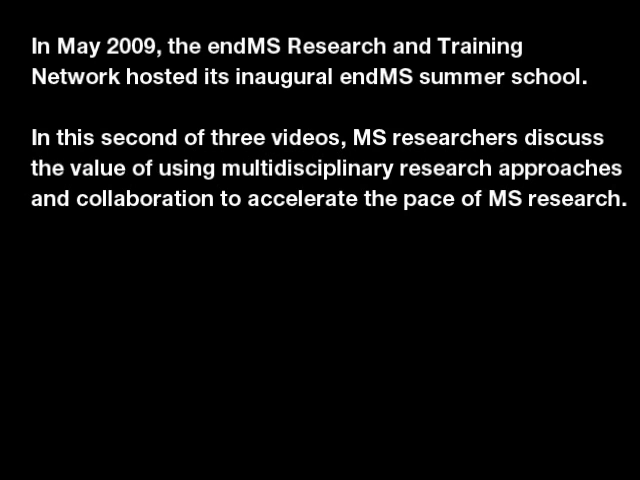 In May 2009, the endMS Research and Training
Network hosted its inaugural endMS summer school.
In this second of three videos, MS researchers discuss
the value of using multidisciplinary research approaches
and collaboration to accelerate the pace of MS research.